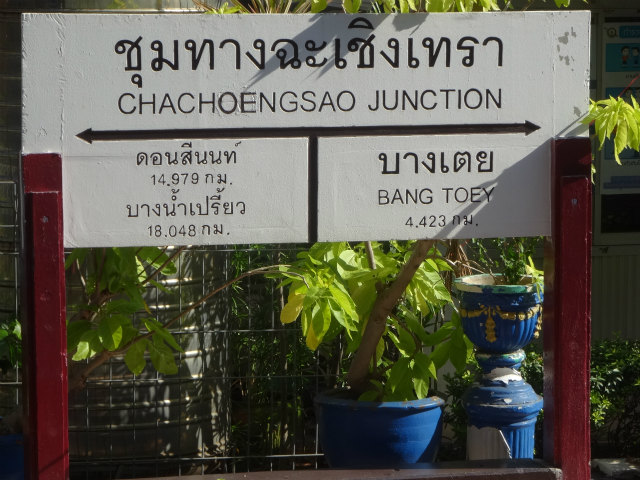 ชุมทางฉะเชิงเทรา
CHACHOENGSAO JUNCTION
ดอนสีนนท์
14.979 กม.
บางน้ำเปรี้ยว
18.048 กม.
บางเตย
BANG TOEY
4.423 กม.